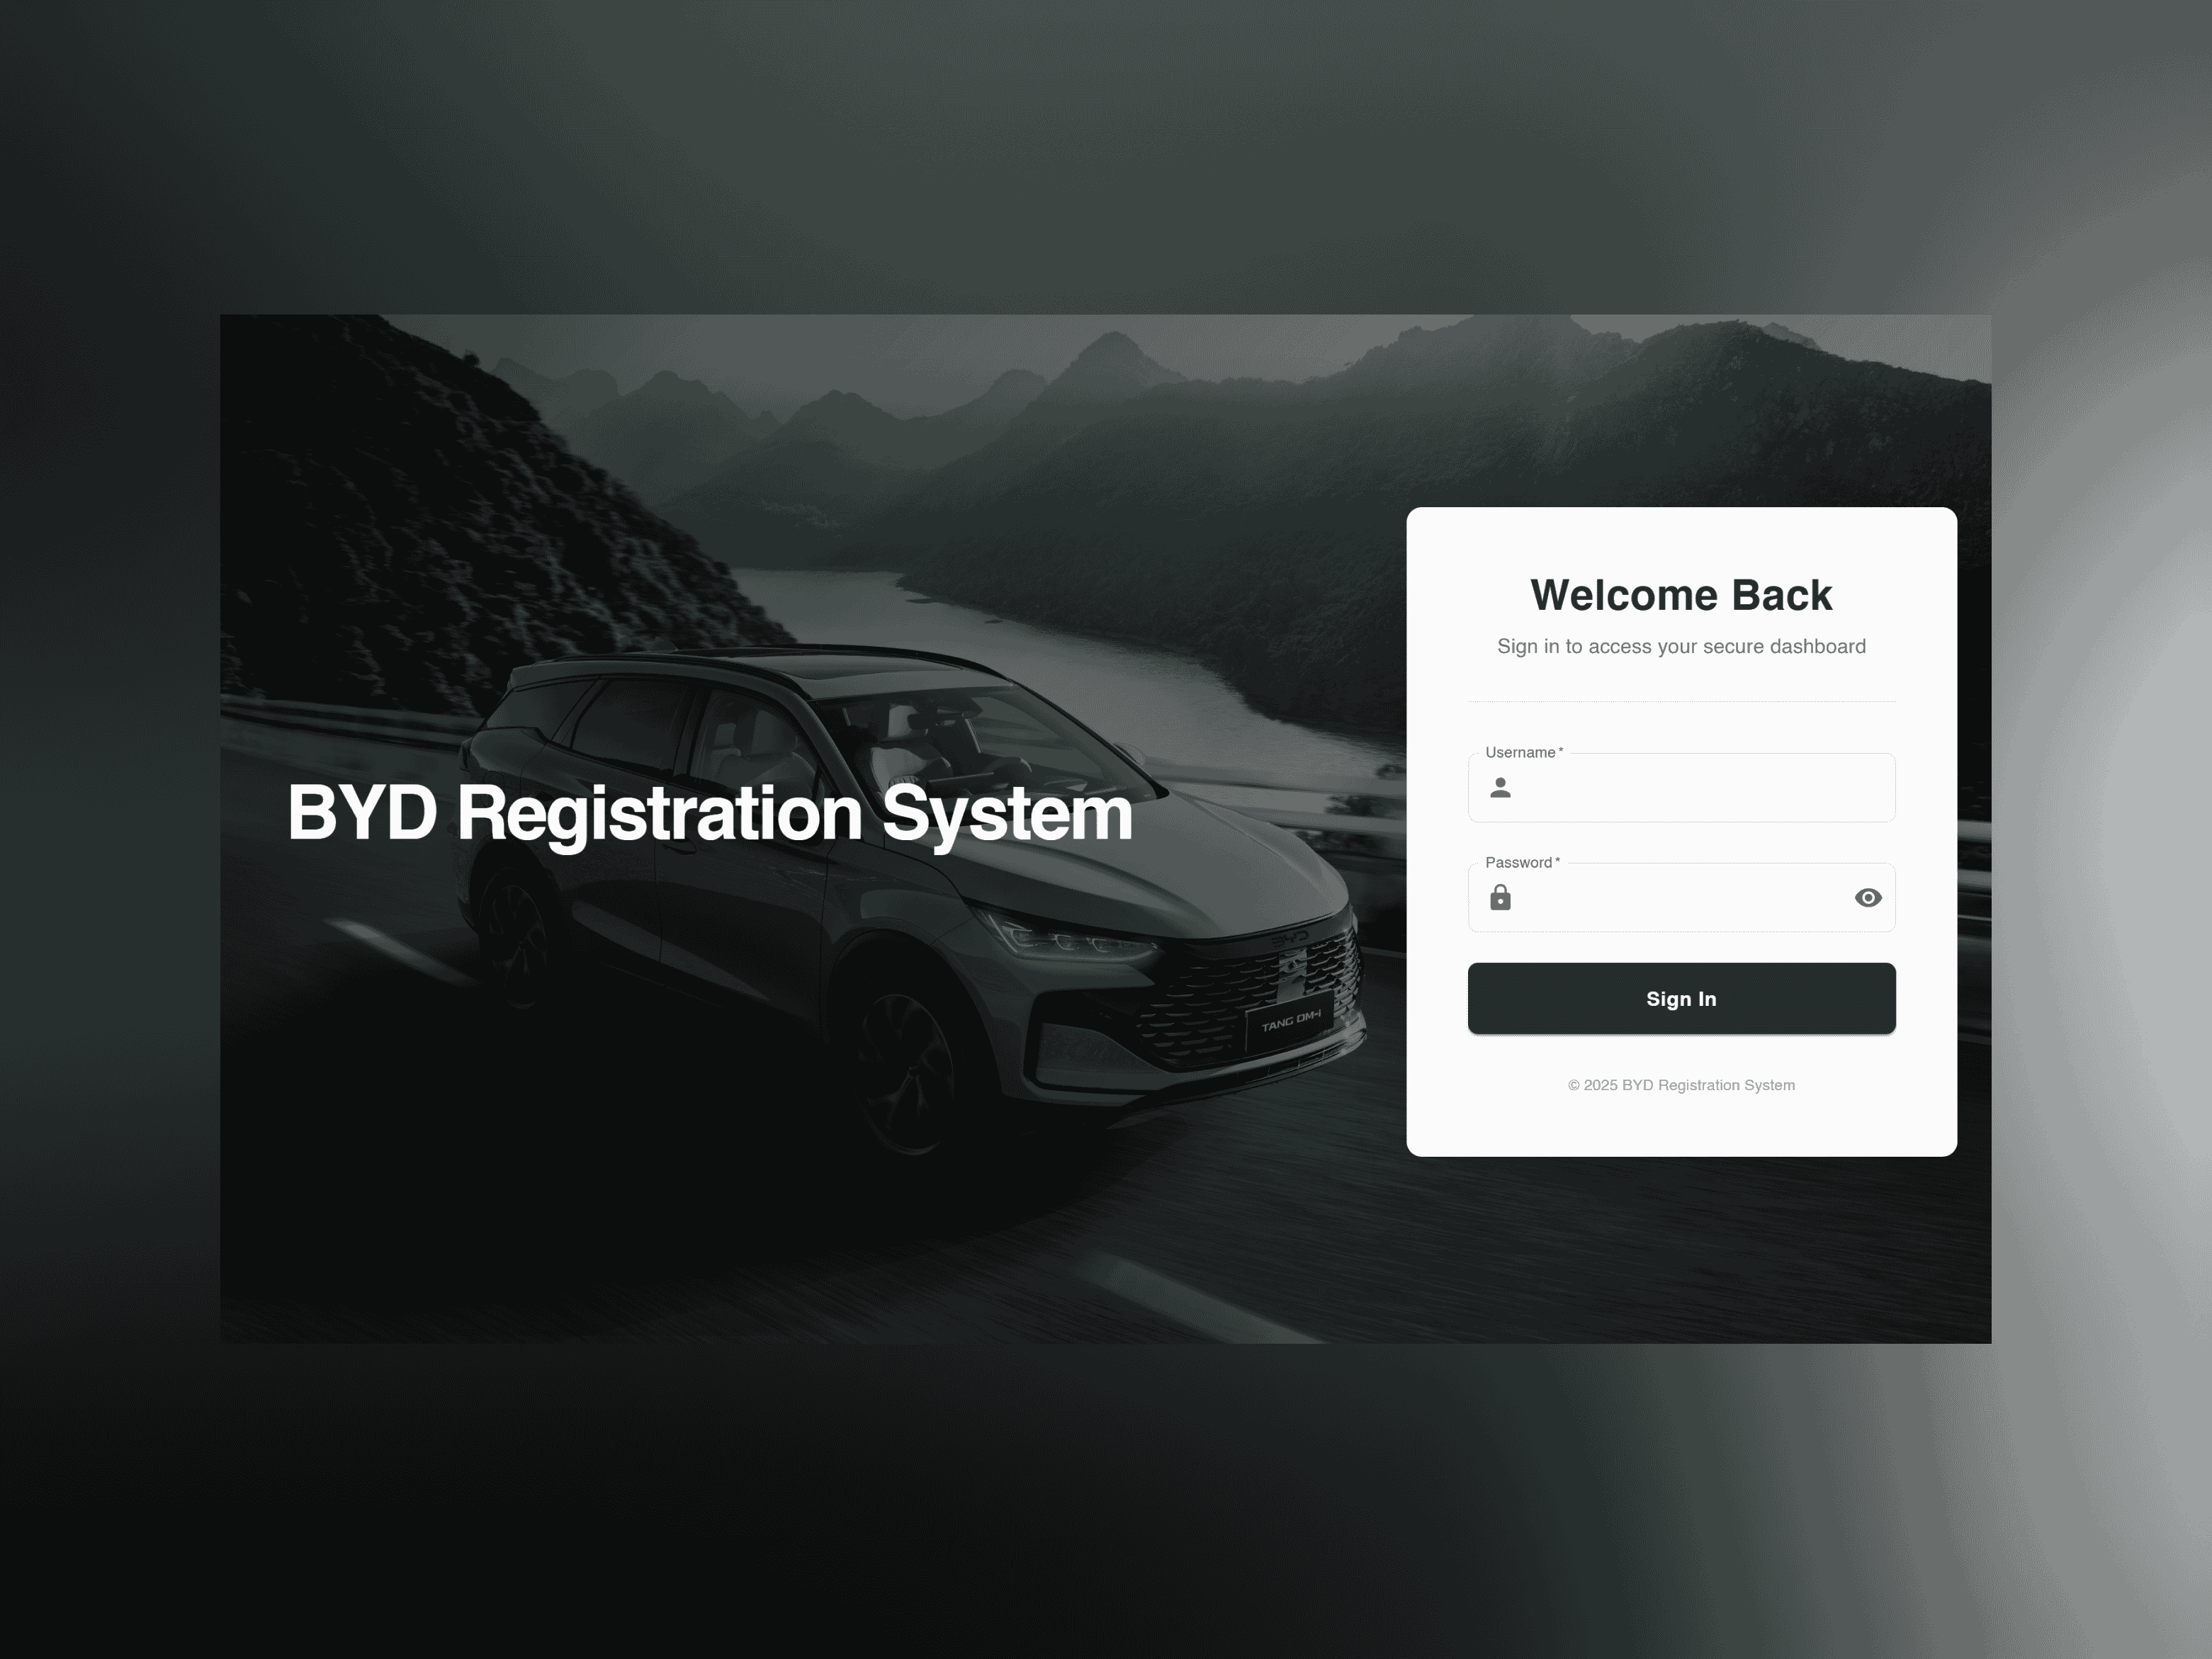 BYD Registration System
BYD
TANG DM-i
Welcome Back
Sign in to access your secure dashboard
Username *
Password *
Sign In
© 2025 BYD Registration System